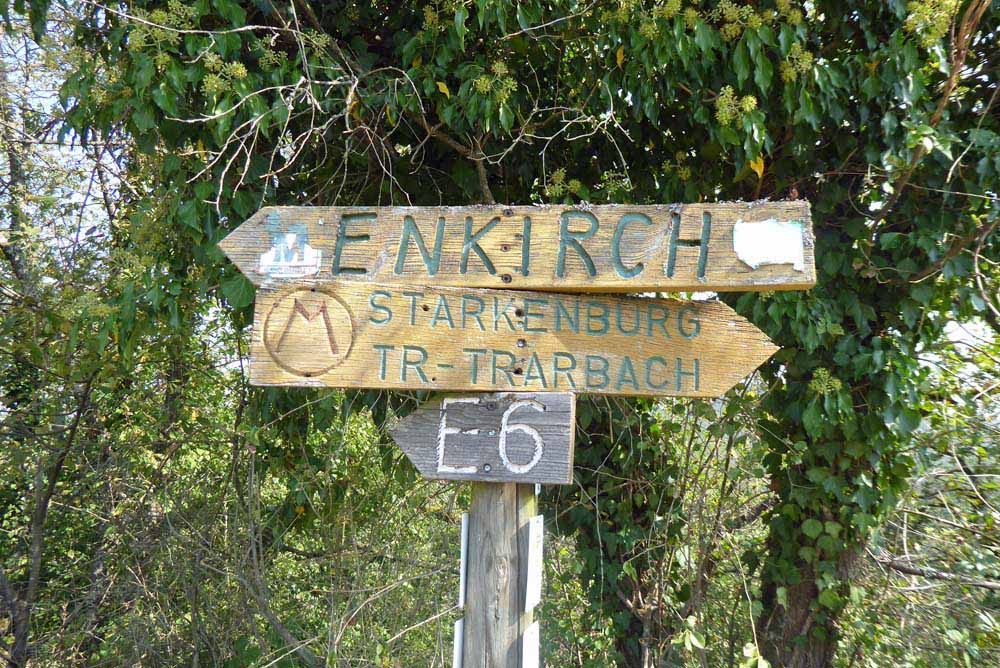 M ENKIRCH
M STARKENBURG
TR.-TRARBACH
E-6